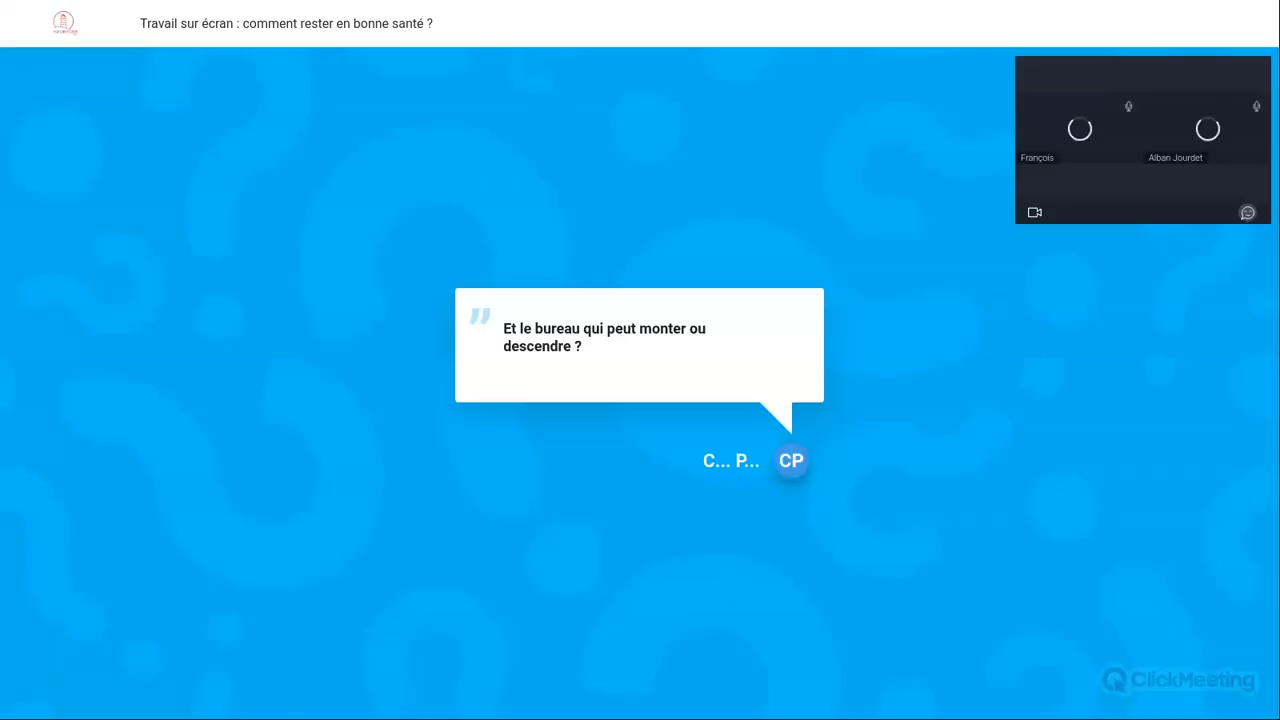 Travail sur écran : comment rester en bonne santé ?
François
Alban Jourdet
Et le bureau qui peut monter ou
descendre ?
C... P...
CP
ClickMeeting